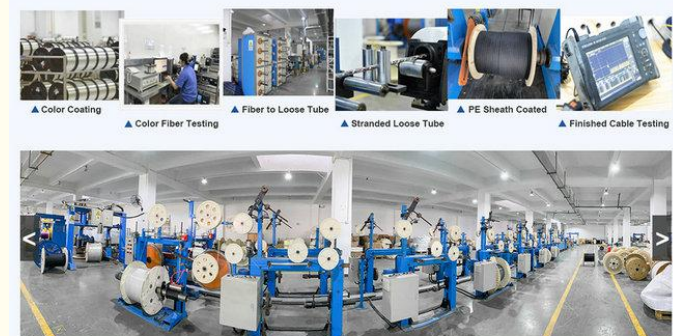 ▲ Color Coating
▲ Color Fiber Testing
▲ Fiber to Loose Tube
▲ Stranded Loose Tube
▲ PE Sheath Coated
▲ Finished Cable Testing
< >